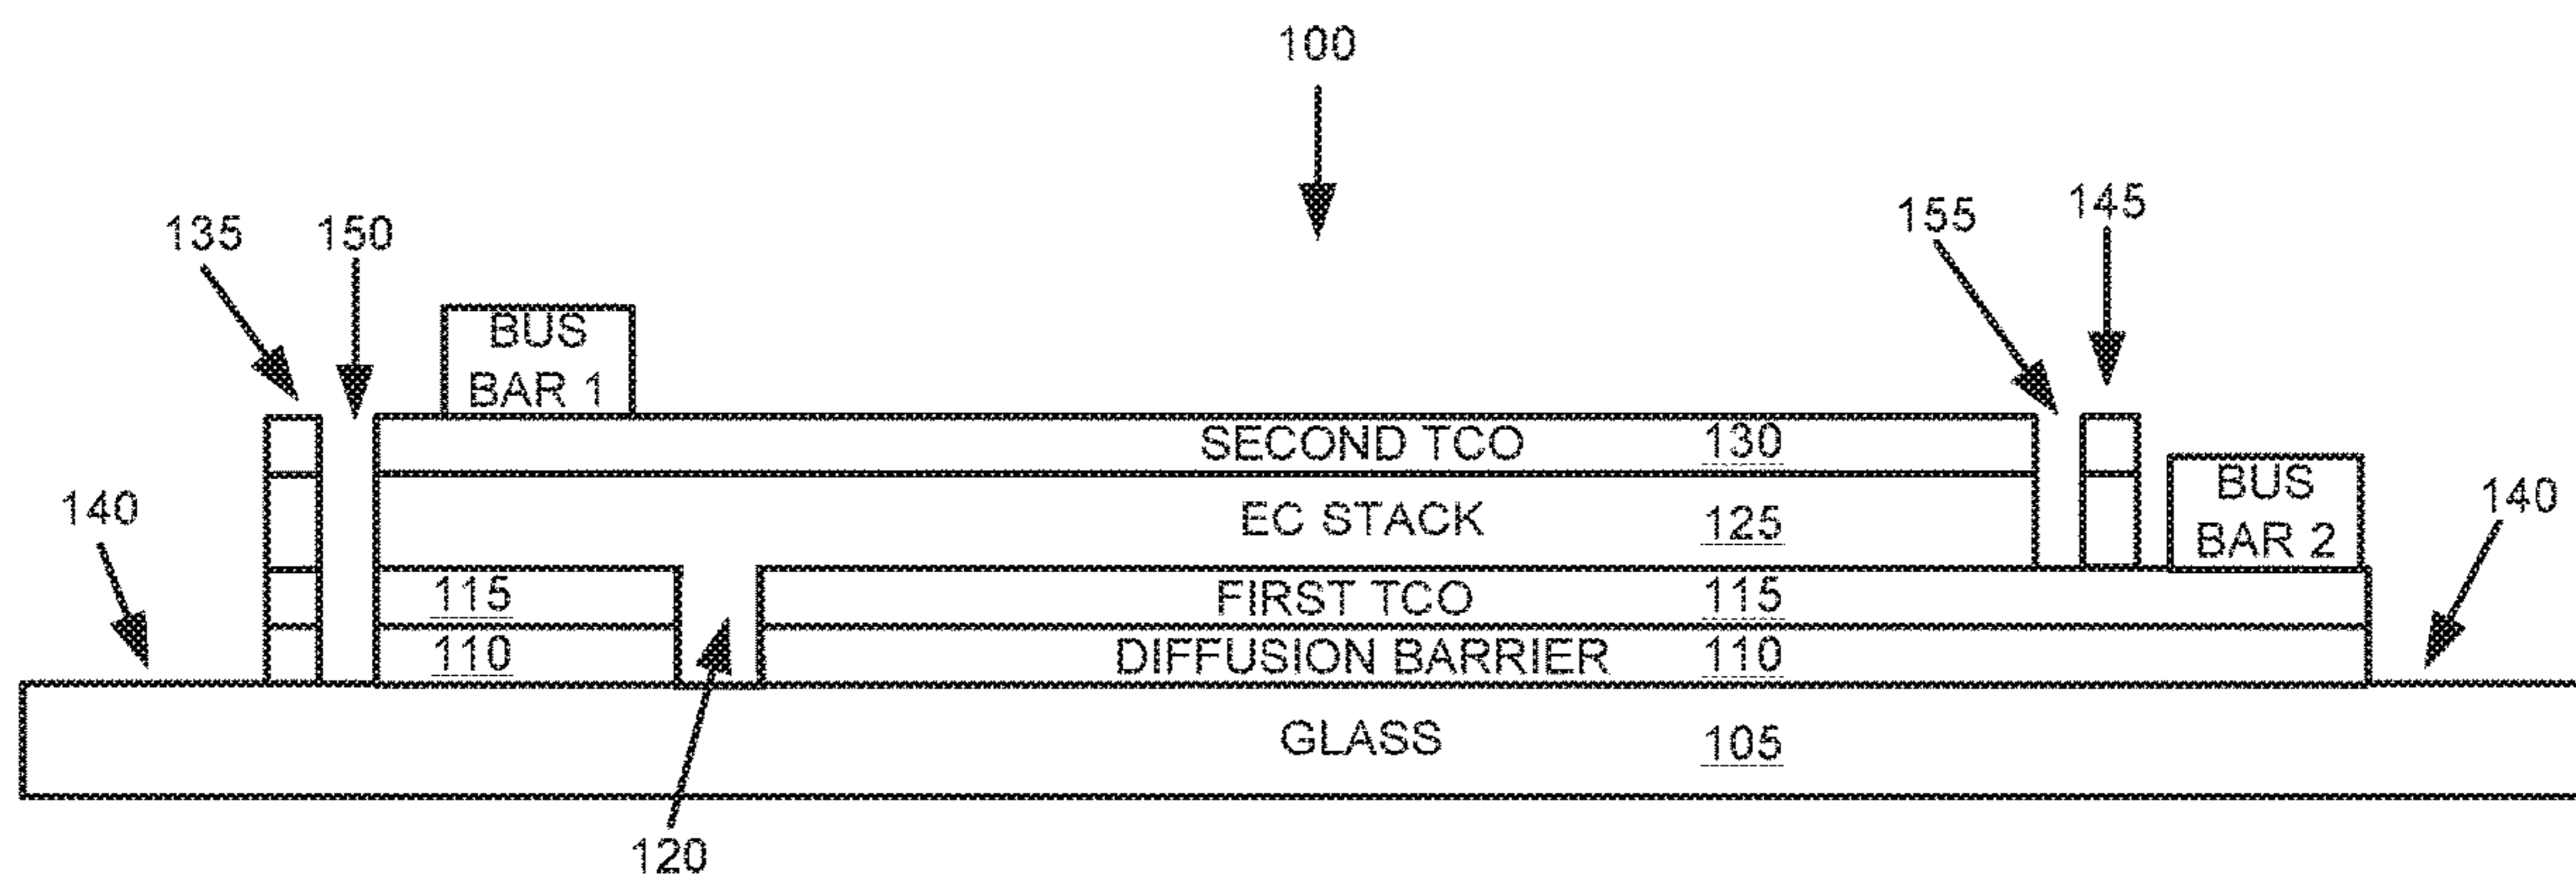 100
135
150
155
145
BUS
BAR 1
SECOND TCO 130
140
EC STACK 125
BUS
BAR 2
140
115
FIRST TCO 115
110
DIFFUSION BARRIER 110
GLASS 105
120